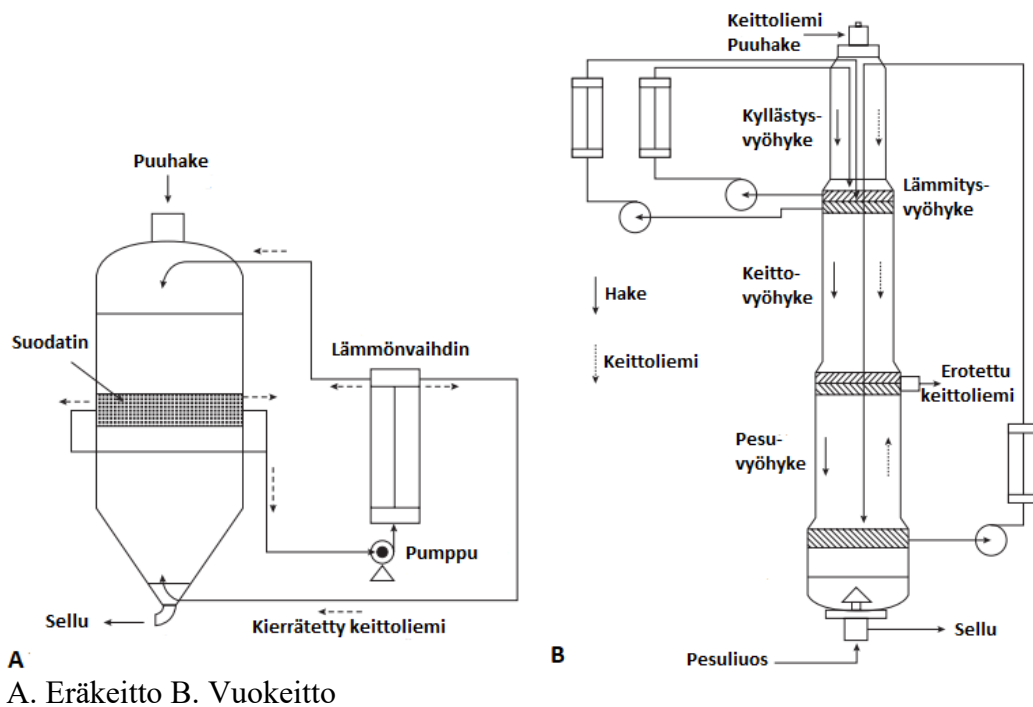 Puuhake
Suodatin
Lämmönvaihdin
Pumppu
Sellu
Kierrätetty keittoliemi
A
Keittoliemi
Puuhake
Kyllästys-
vyöhyke
Lämmitys-
vyöhyke
Keitto-
vyöhyke
Hake
Keittoliemi
Erotettu
keittoliemi
Pesu-
vyöhyke
Sellu
Pesuliuos
B
A. Eräkeitto B. Vuokeitto